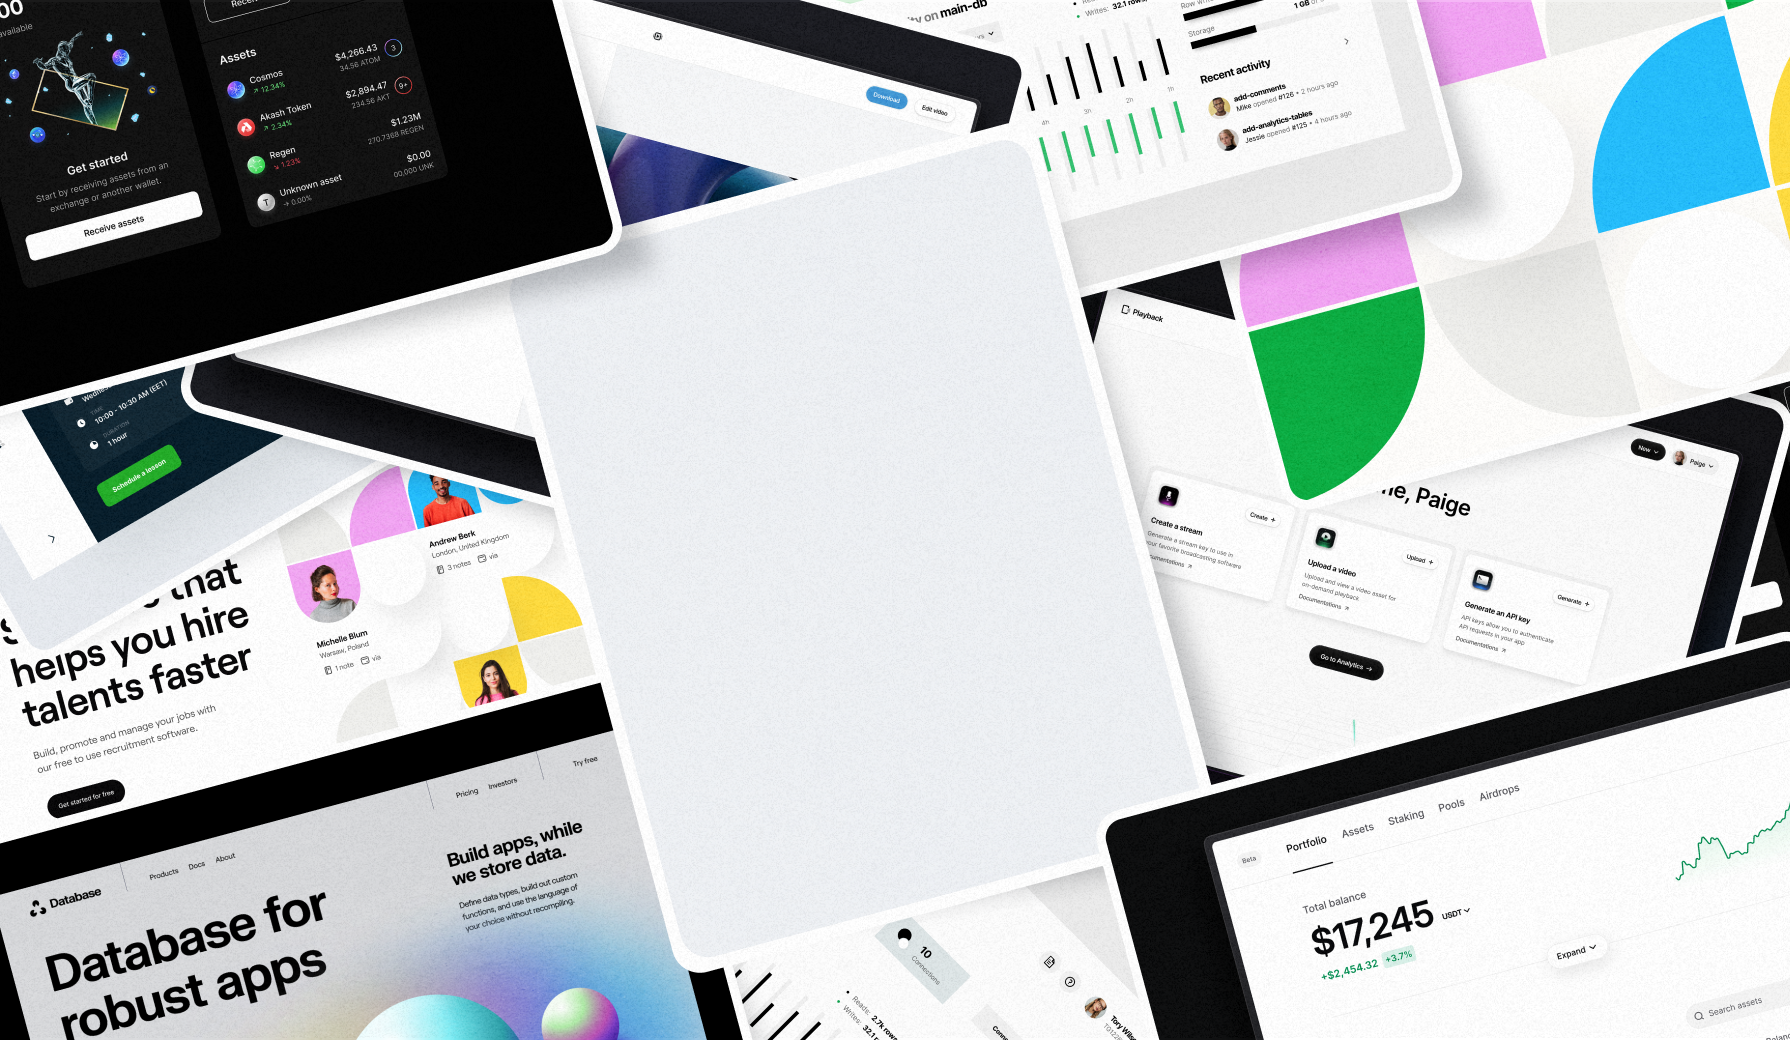 00
available
Get started
Start by receiving assets from an
exchange or another wallet.
Receive assets
Assets
Cosmos
↗ 12.34%
$4,266.43
34.56 ATOM
3
Akash Token
↗ 2.34%
$2,894.47
234.56 AKT
9+
Regen
↘ 1.23%
$1.23M
270.7368 REGEN
Unknown asset
→ 0.00%
$0.00
00,000 UNK
T
Download
Edit video
on main-db
Writes: 32.1 rows
4h
3h
2h
1h
Storage
1 GB
Recent activity
add-comments
Mike opened #126 • 2 hours ago
add-analytics-tables
Jessie opened #125 • 4 hours ago
Playback
New
Paige
Paige
Create a stream
Create +
Generate a stream key to use in
your favorite broadcasting software
Upload a video
Upload +
Upload and view a video asset for
on-demand playback
Documentations ↗
Generate an API key
Generate +
API keys allow you to authenticate
API requests in your app.
Documentations ↗
Go to Analytics →
10:00 - 10:30 AM (EET)
DURATION
1 hour
Schedule a lesson
that
helps you hire
talents faster
Build, promote and manage your jobs with
our free to use recruitment software.
Get started for free
Andrew Berk
London, United Kingdom
3 notes
via
Michelle Blum
Warsaw, Poland
1 note
via
Database
Products
Docs
About
Pricing
Investors
Try free
Database for
robust apps
Build apps, while
we store data.
Define data types, build out custom
functions, and use the language of
your choice without recompiling.
10
Connections
Reads: 2.7k rows
Writes: 32.1
Tory
Beta
Portfolio
Assets
Staking
Pools
Airdrops
Total balance
$17,245
USDT
+$2,454.32
+3.7%
Expand
Search assets